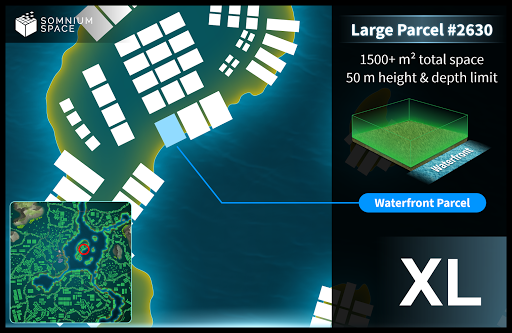 SOMNIUM
SPACE
Large Parcel #2630
1500+ m² total space
50 m height & depth limit
Waterfront
Waterfront Parcel
XL